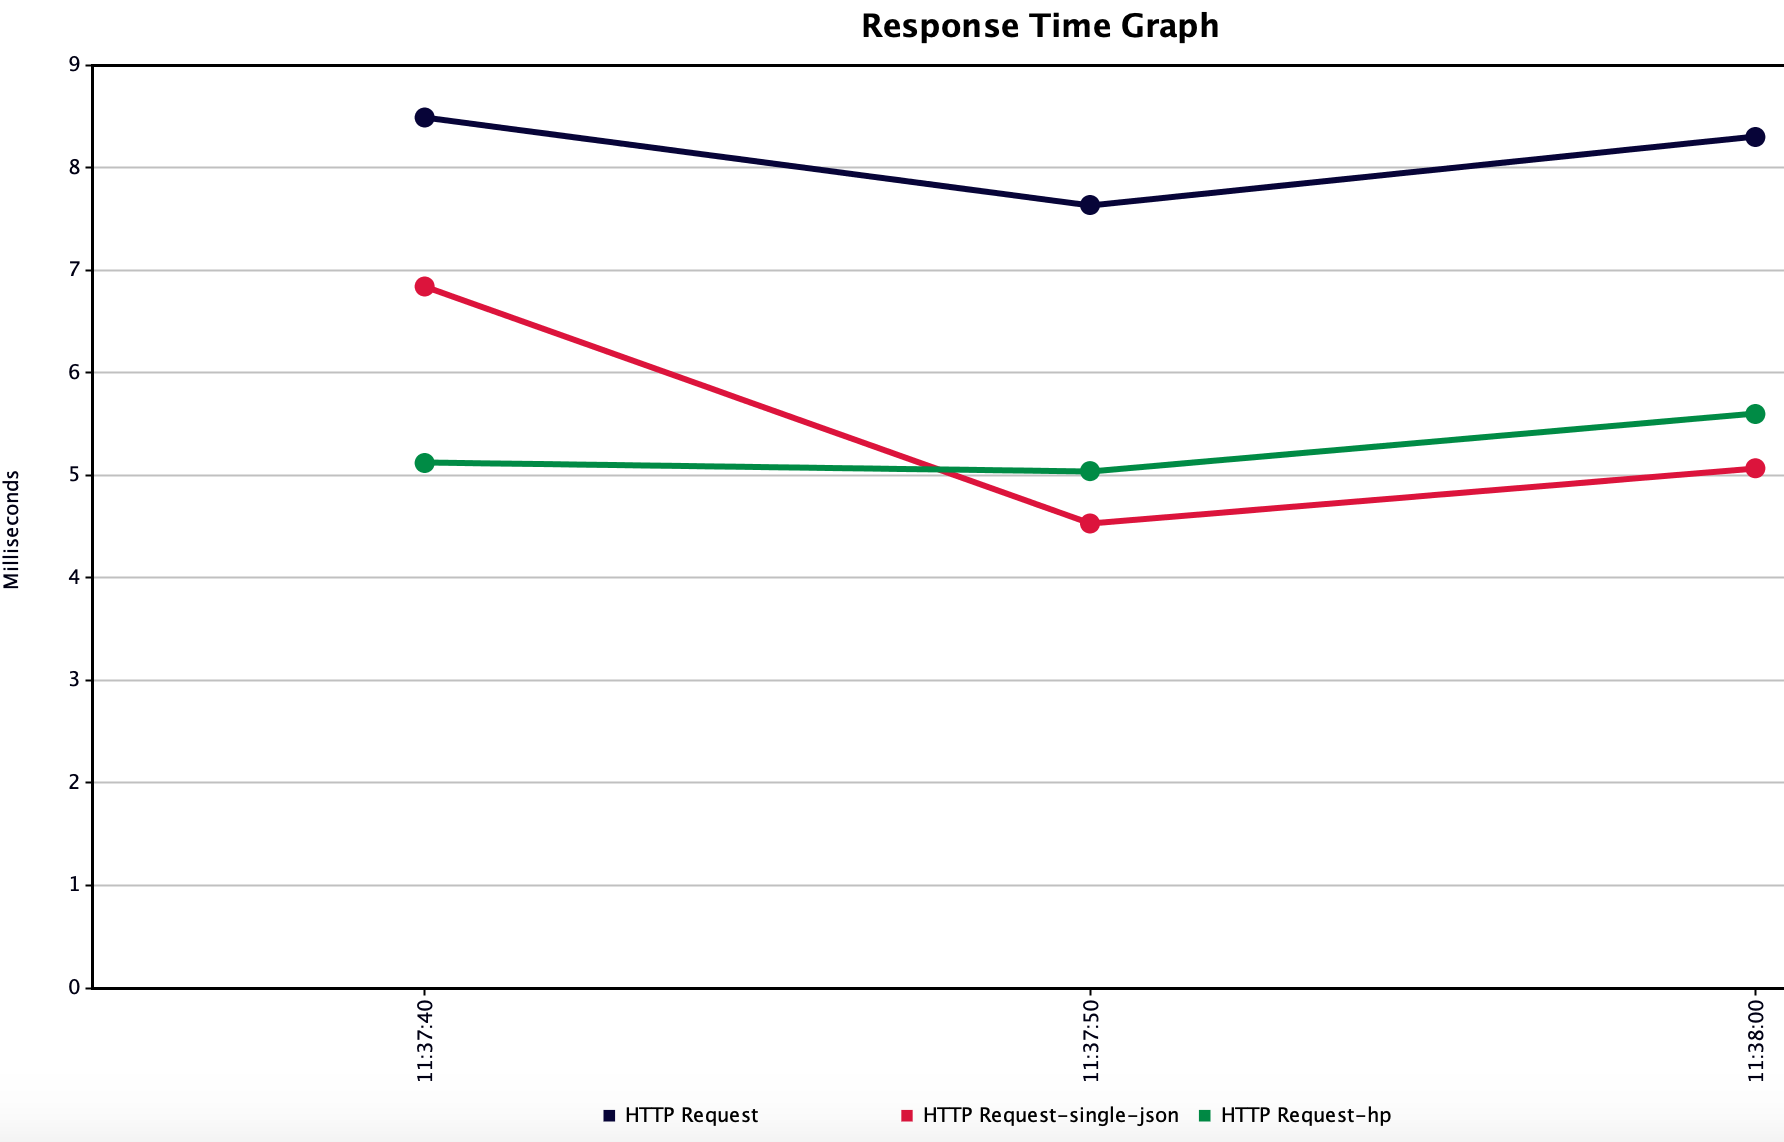 Response Time Graph
9
8
7
6
5
4
3
2
1
0
Milliseconds
11:37:40
11:37:50
11:38:00
HTTP Request
HTTP Request-single-json
HTTP Request-hp